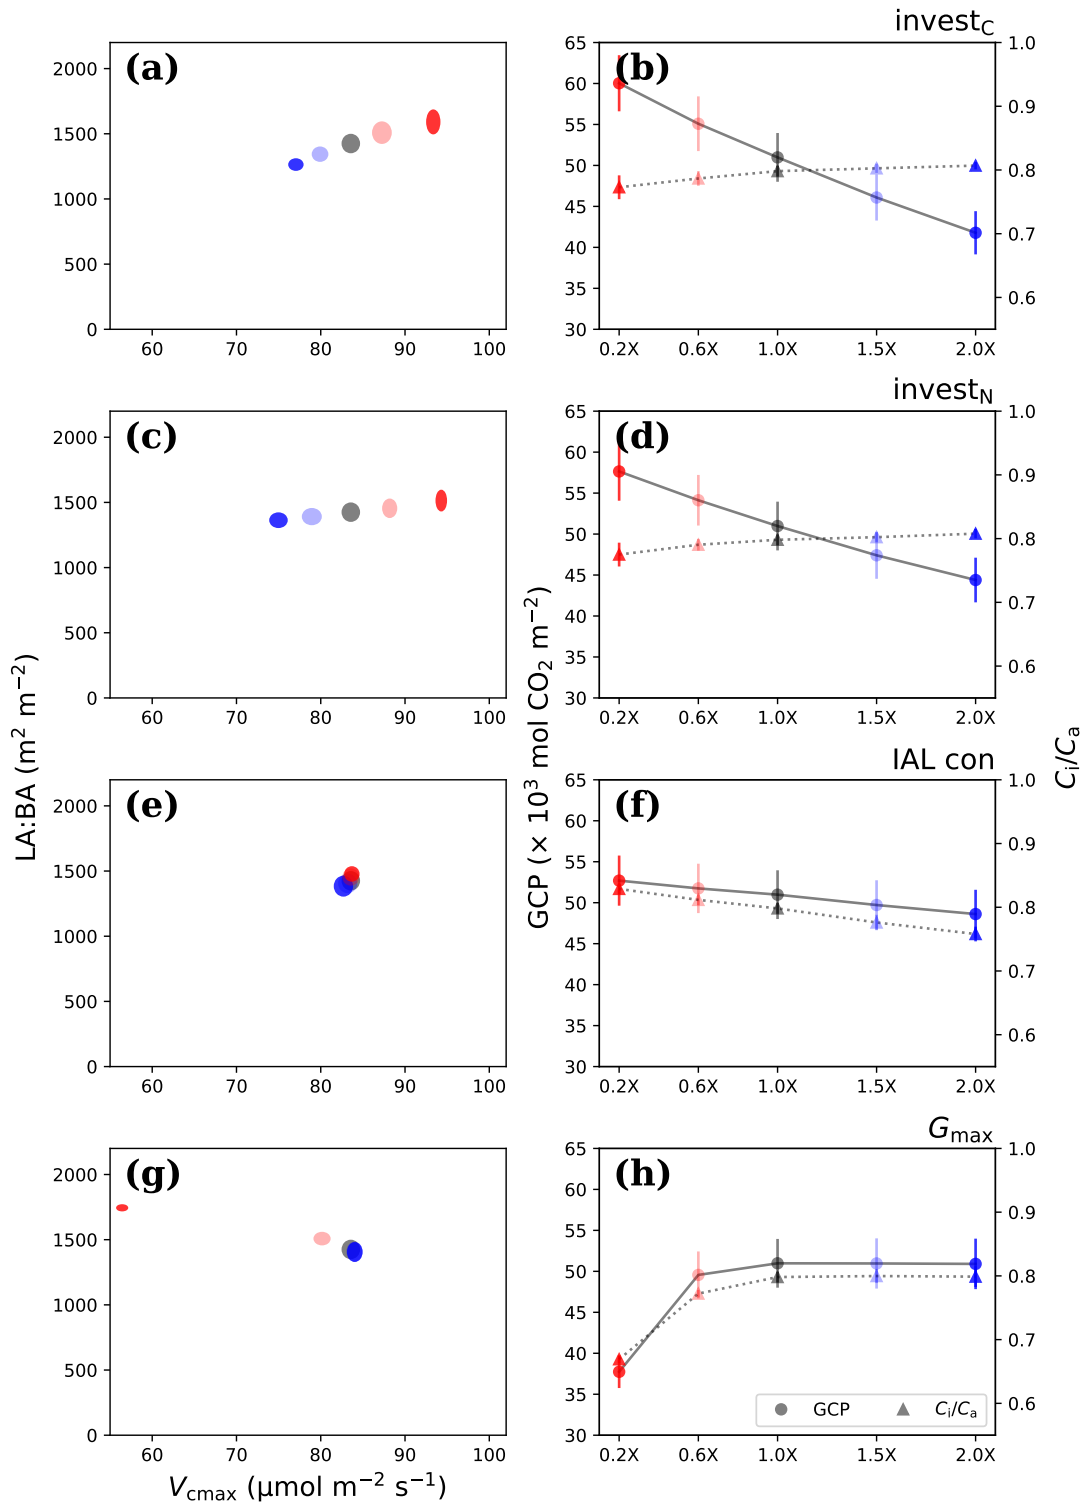 invest_C
(a)
2000
1500
1000
500
0
60 70 80 90 100
(b)
65
60
55
50
45
40
35
30
1.0
0.9
0.8
0.7
0.6
0.2X 0.6X 1.0X 1.5X 2.0X
invest_N
(c)
2000
1500
1000
500
0
60 70 80 90 100
(d)
65
60
55
50
45
40
35
30
1.0
0.9
0.8
0.7
0.6
0.2X 0.6X 1.0X 1.5X 2.0X
LA:BA (m² m⁻²)
GCP (× 10³ mol CO₂ m⁻²)
C_i/C_a
IAL con
(e)
2000
1500
1000
500
0
60 70 80 90 100
(f)
65
60
55
50
45
40
35
30
1.0
0.9
0.8
0.7
0.6
0.2X 0.6X 1.0X 1.5X 2.0X
G_max
(g)
2000
1500
1000
500
0
60 70 80 90 100
V_cmax (μmol m⁻² s⁻¹)
(h)
65
60
55
50
45
40
35
30
1.0
0.9
0.8
0.7
0.6
GCP C_i/C_a
0.2X 0.6X 1.0X 1.5X 2.0X